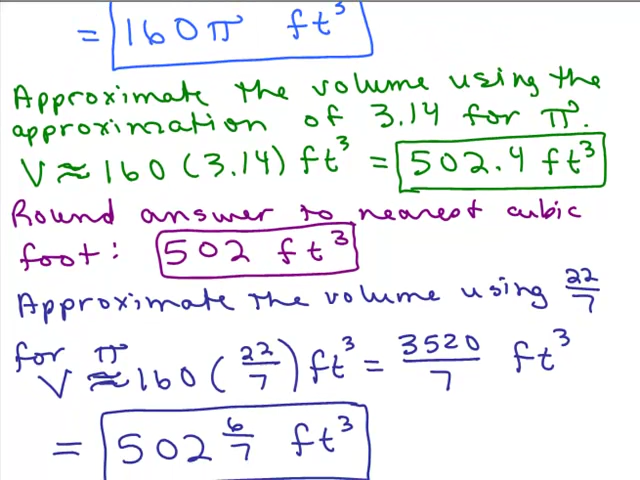 = 160π ft³
Approximate the volume using the
approximation of 3.14 for π.
V ≈ 160 (3.14) ft³ = 502.4 ft³
Round answer to nearest cubic
foot: 502 ft³
Approximate the volume using 22/7
for π
V ≈ 160 (22/7) ft³ = 3520/7 ft³
= 502 6/7 ft³